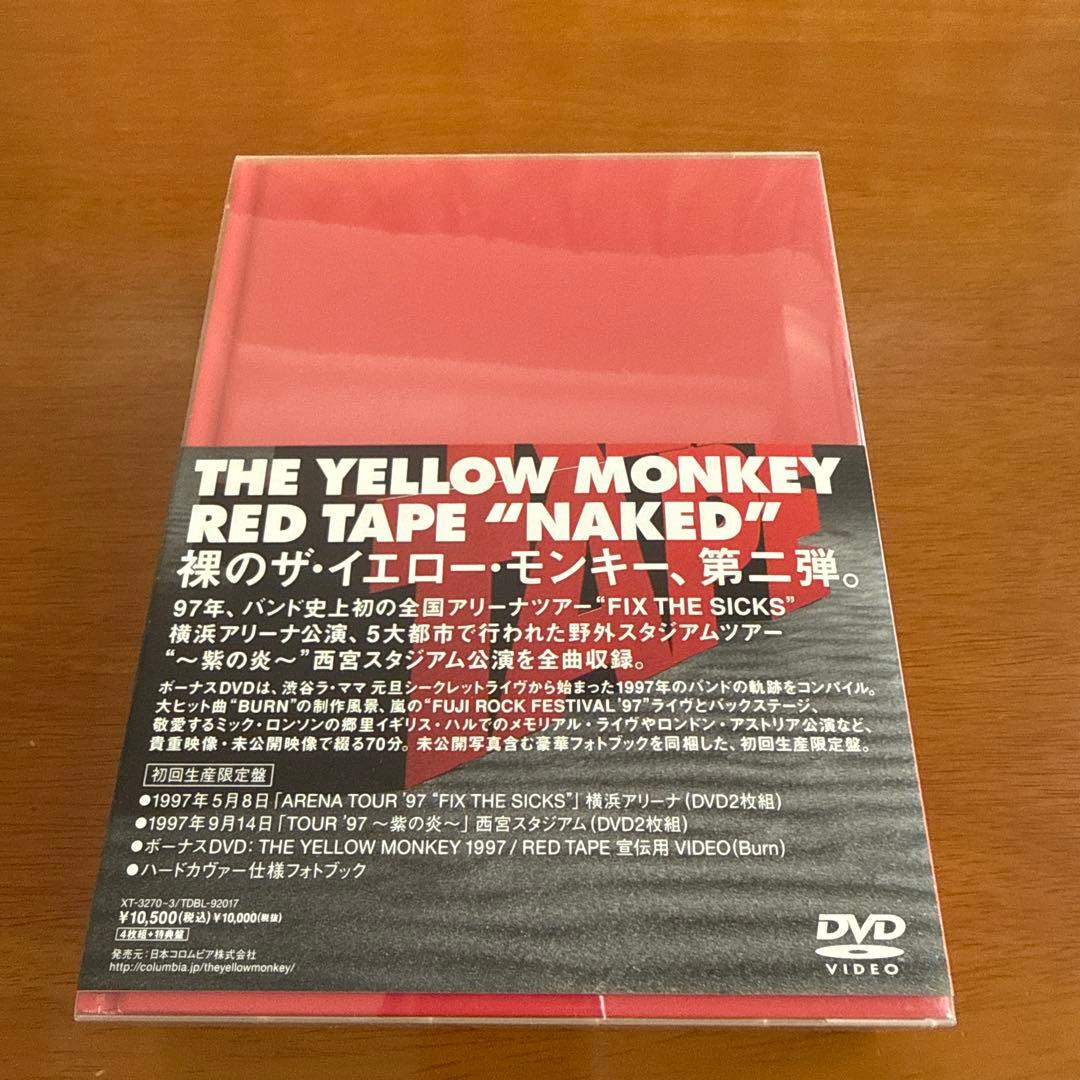 THE YELLOW MONKEY
RED TAPE “NAKED”
裸のザ・イエロー・モンキー、第二弾。
97年、バンド史上初の全国アリーナツアー“FIX THE SICKS”
横浜アリーナ公演、5大都市で行われた野外スタジアムツアー
“～紫の炎～”西宮スタジアム公演を全曲収録。
ボーナスDVDは、渋谷ラ・ママ 元旦シークレットライヴから始まった1997年のバンドの軌跡をコンパイル。
大ヒット曲“BURN”の制作風景、嵐の“FUJI ROCK FESTIVAL '97”ライヴとバックステージ、
敬愛するミック・ロンソンの郷里イギリス・ハルでのメモリアル・ライヴやロンドン・アストリア公演など、
貴重映像・未公開映像で綴る70分。未公開写真含む豪華フォトブックを同梱した、初回生産限定盤。
初回生産限定盤
●1997年5月8日「ARENA TOUR '97 “FIX THE SICKS”」横浜アリーナ(DVD2枚組)
●1997年9月14日「TOUR '97 ～紫の炎～」西宮スタジアム(DVD2枚組)
●ボーナスDVD: THE YELLOW MONKEY 1997 / RED TAPE 宣伝用 VIDEO(Burn)
●ハードカヴァー仕様フォトブック
XT-3270~3/TDBL-92017
¥10,500(税込)¥10,000(税抜)
4枚組+特典盤
発売元:日本コロムビア株式会社
http://columbia.jp/theyellowmonkey/
DVD
VIDEO
TAPE